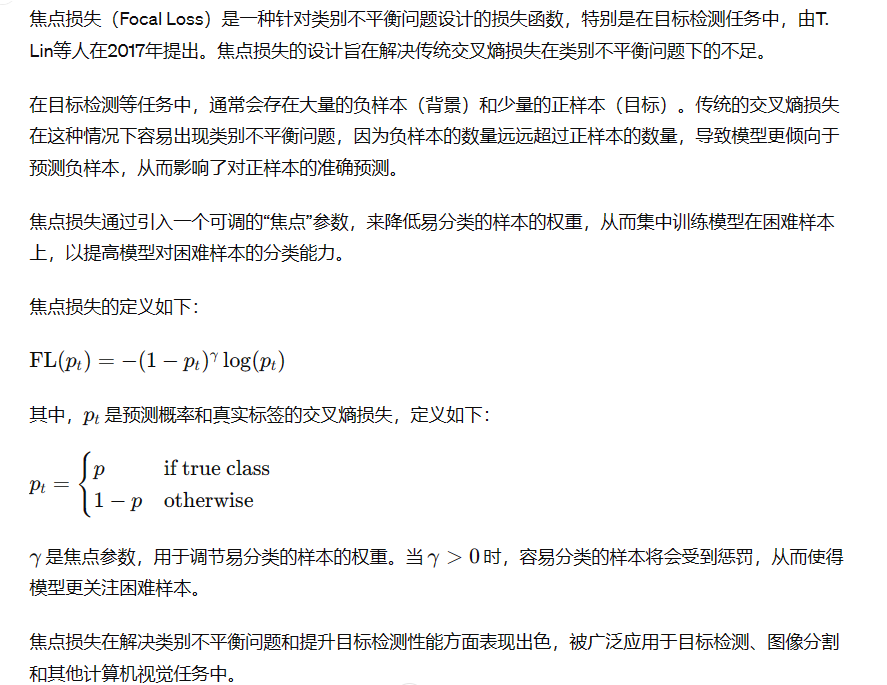 焦点损失（Focal Loss）是一种针对类别不平衡问题设计的损失函数，特别是在目标检测任务中，由T.
Lin等人在2017年提出。焦点损失的设计旨在解决传统交叉熵损失在类别不平衡问题下的不足。
在目标检测等任务中，通常会存在大量的负样本（背景）和少量的正样本（目标）。传统的交叉熵损失
在这种情况下容易出现类别不平衡问题，因为负样本的数量远远超过正样本的数量，导致模型更倾向于
预测负样本，从而影响了对正样本的准确预测。
焦点损失通过引入一个可调的“焦点”参数，来降低易分类的样本的权重，从而集中训练模型在困难样本
上，以提高模型对困难样本的分类能力。
焦点损失的定义如下：
FL(pₜ) = −(1 − pₜ)^γ log(pₜ)
其中，pₜ 是预测概率和真实标签的交叉熵损失，定义如下：
pₜ = { p if true class
1 − p otherwise
γ 是焦点参数，用于调节易分类的样本的权重。当 γ > 0 时，容易分类的样本将会受到惩罚，从而使得
模型更关注困难样本。
焦点损失在解决类别不平衡问题和提升目标检测性能方面表现出色，被广泛应用于目标检测、图像分割
和其他计算机视觉任务中。